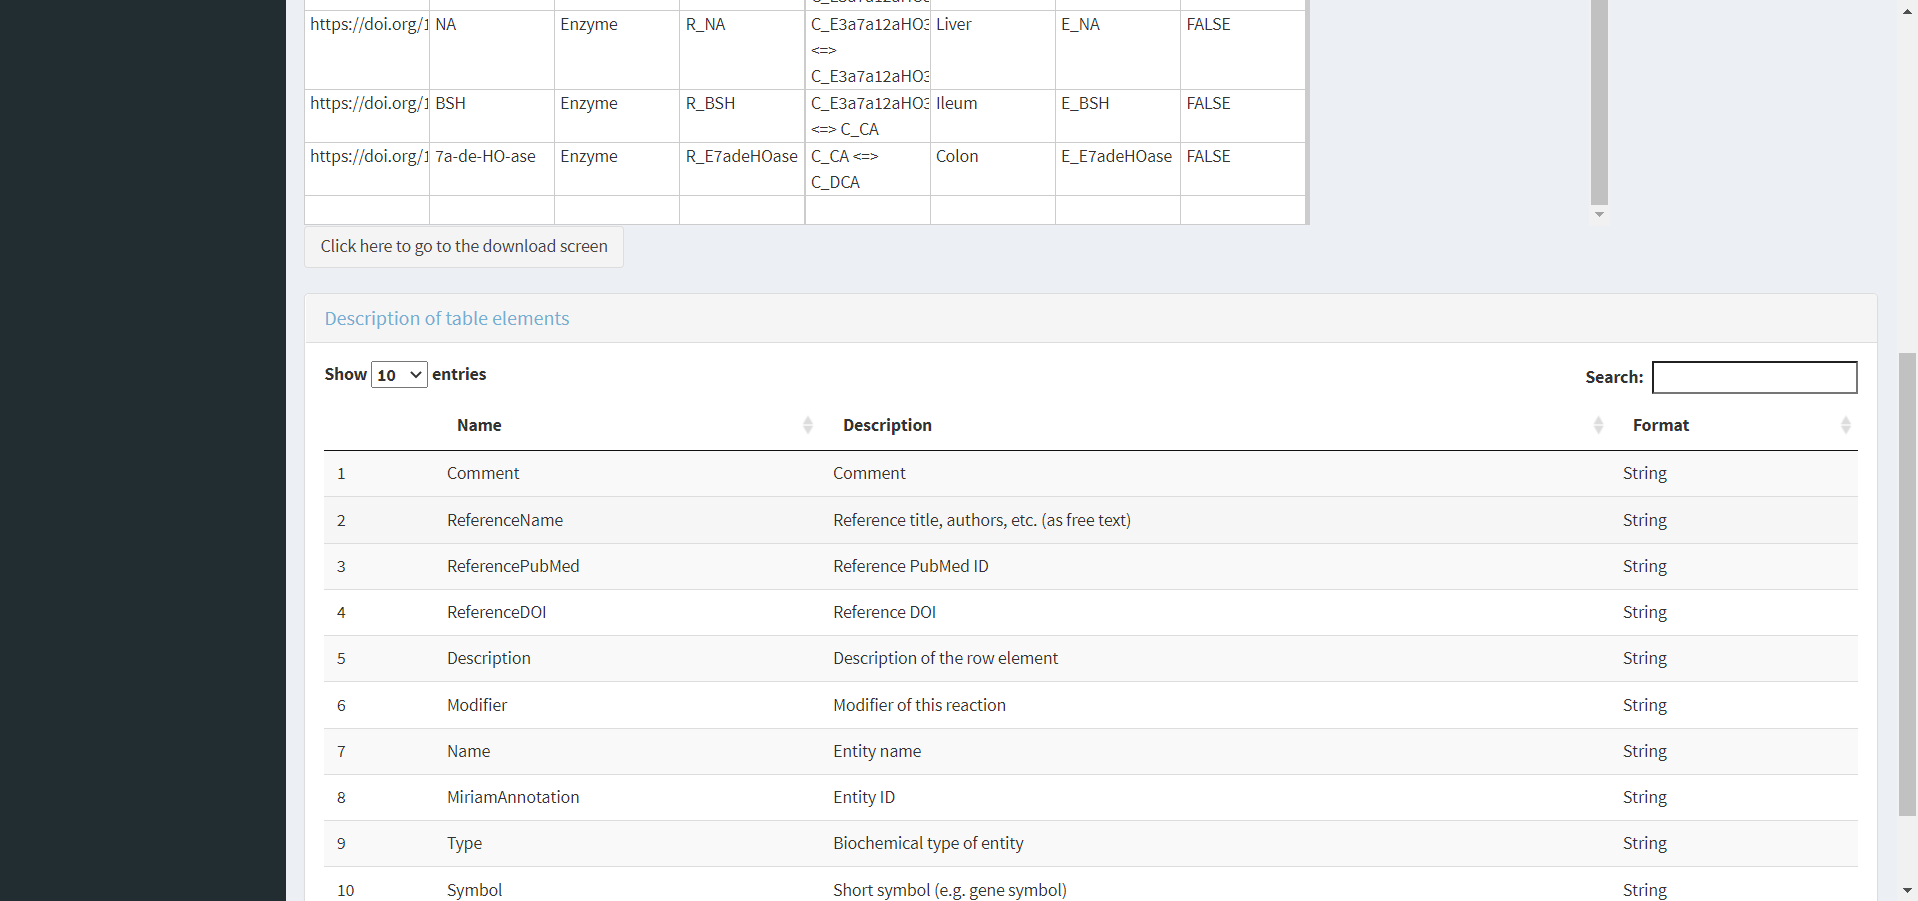 https://doi.org/1 NA Enzyme R_NA C_E3a7a12aHO3 Liver E_NA FALSE
<=>
C_E3a7a12aHO3
https://doi.org/1 BSH Enzyme R_BSH C_E3a7a12aHO3 Ileum E_BSH FALSE
<=> C_CA
https://doi.org/1 7a-de-HO-ase Enzyme R_E7adeHOase C_CA <=> Colon E_E7adeHOase FALSE
C_DCA
Click here to go to the download screen
Description of table elements
Show 10 entries Search:
Name Description Format
1 Comment Comment String
2 ReferenceName Reference title, authors, etc. (as free text) String
3 ReferencePubMed Reference PubMed ID String
4 ReferenceDOI Reference DOI String
5 Description Description of the row element String
6 Modifier Modifier of this reaction String
7 Name Entity name String
8 MiriamAnnotation Entity ID String
9 Type Biochemical type of entity String
10 Symbol Short symbol (e.g. gene symbol) String